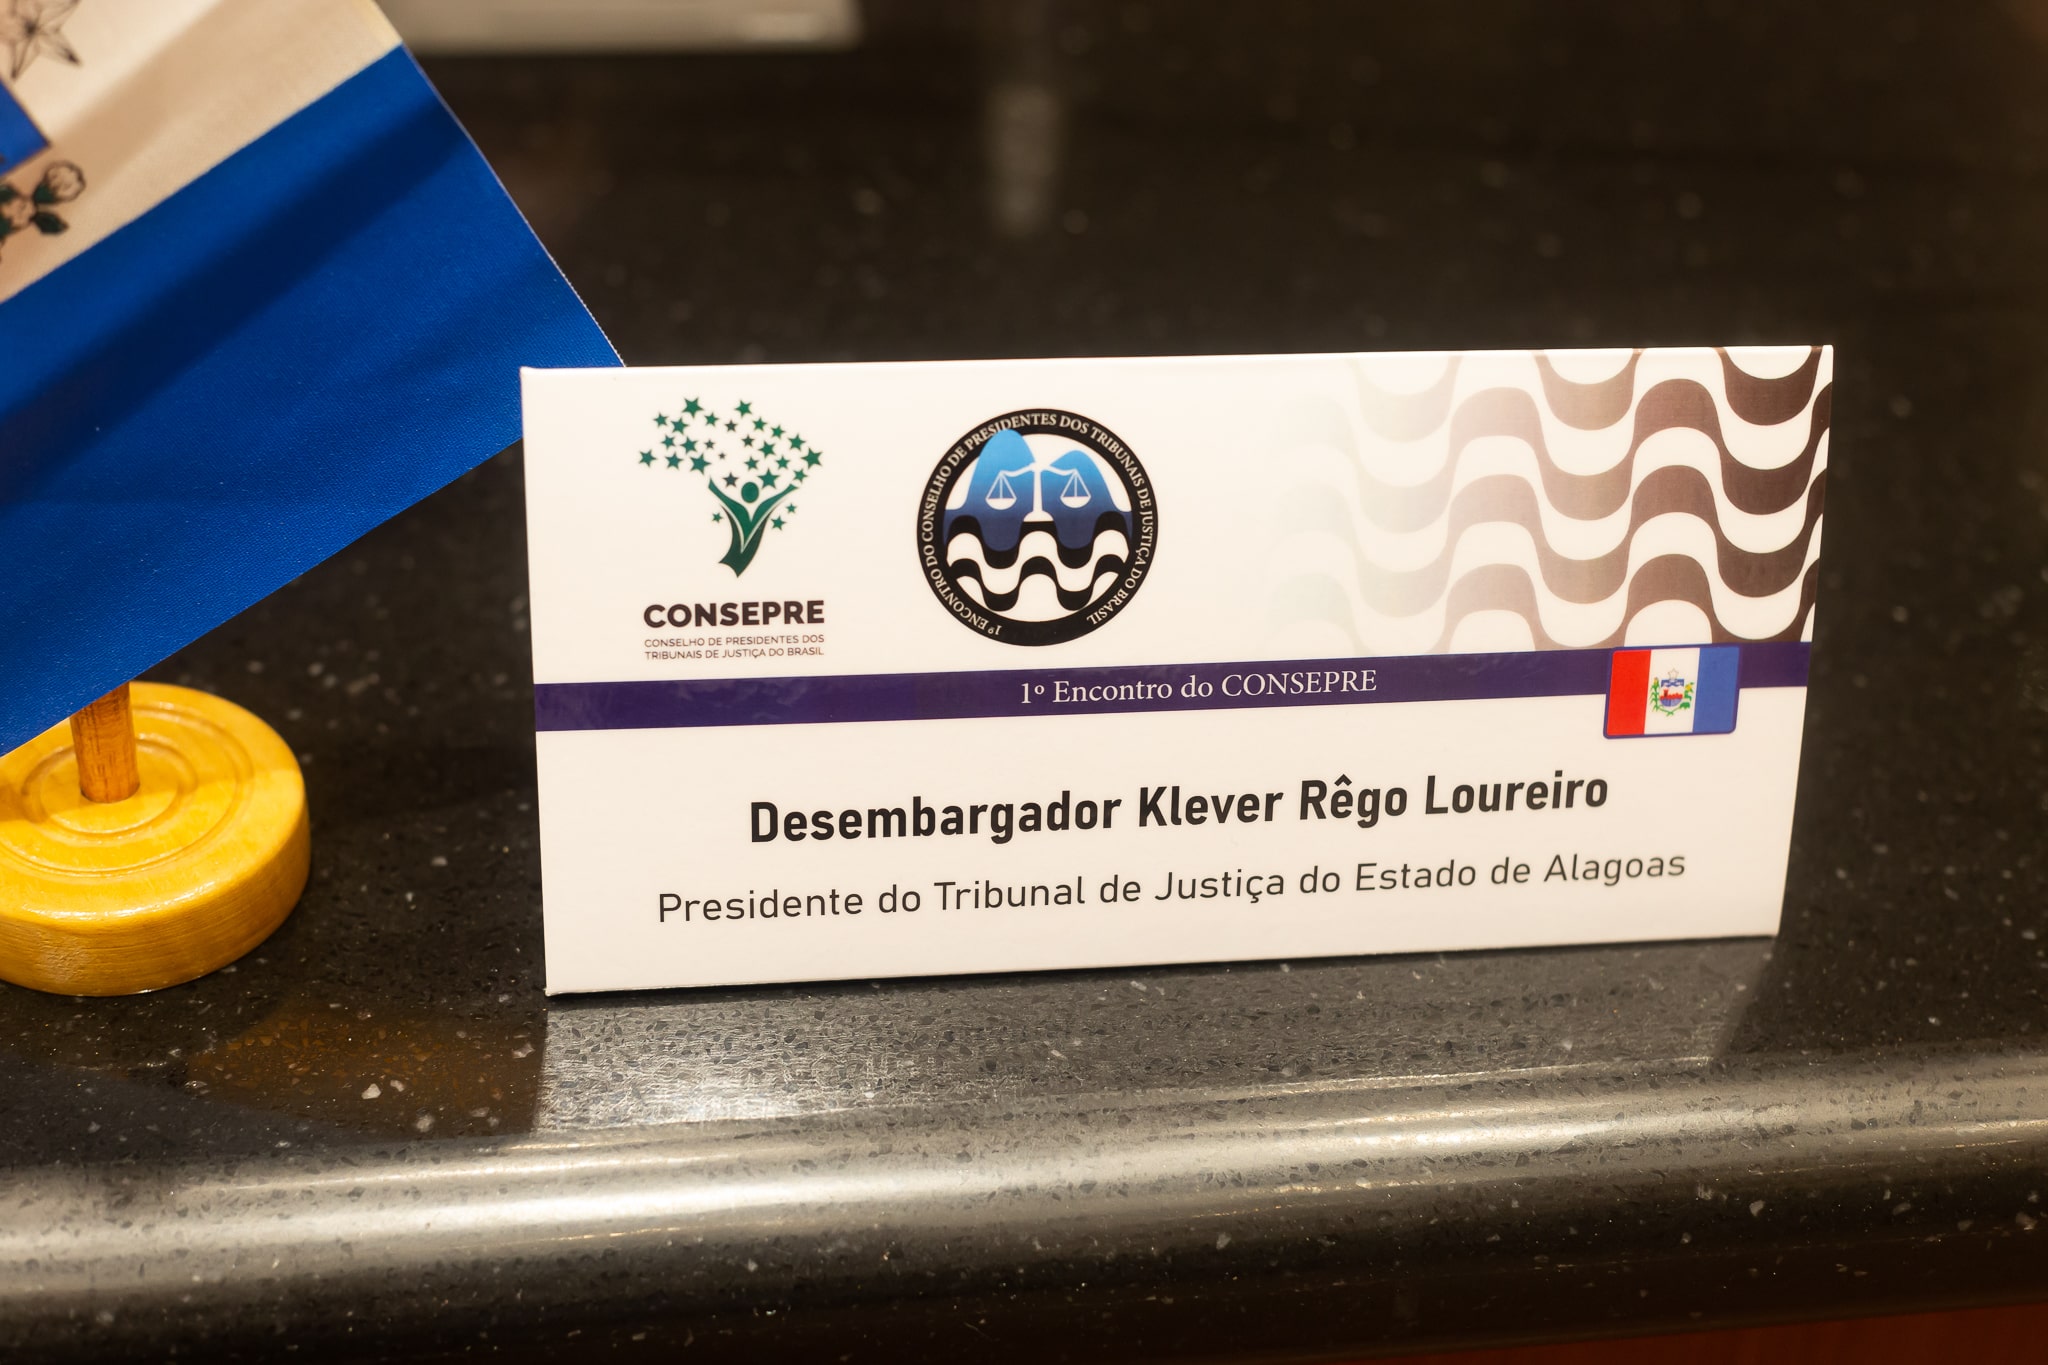 CONSEPRE
CONSELHO DE PRESIDENTES DOS
TRIBUNAIS DE JUSTIÇA DO BRASIL
1º ENCONTRO DO CONSELHO DE PRESIDENTES DOS TRIBUNAIS DE JUSTIÇA DO BRASIL
1º Encontro do CONSEPRE
Desembargador Klever Rêgo Loureiro
Presidente do Tribunal de Justiça do Estado de Alagoas